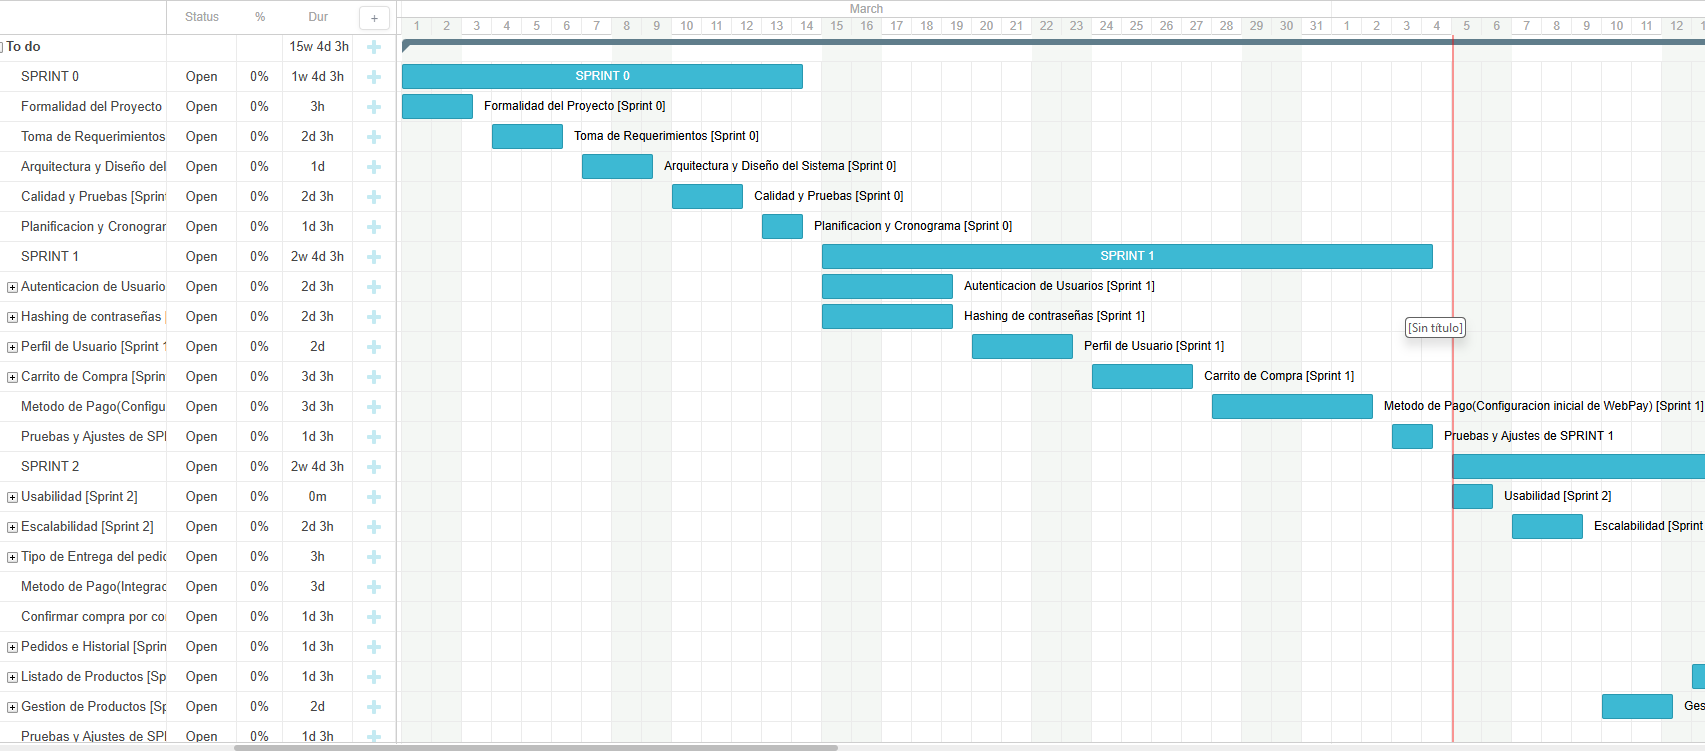 March
Status % Dur +
1 2 3 4 5 6 7 8 9 10 11 12 13 14 15 16 17 18 19 20 21 22 23 24 25 26 27 28 29 30 31 1 2 3 4 5 6 7 8 9 10 11 12
To do 15w 4d 3h
SPRINT 0 Open 0% 1w 4d 3h SPRINT 0
Formalidad del Proyecto Open 0% 3h Formalidad del Proyecto [Sprint 0]
Toma de Requerimientos Open 0% 2d 3h Toma de Requerimientos [Sprint 0]
Arquitectura y Diseño del Open 0% 1d Arquitectura y Diseño del Sistema [Sprint 0]
Calidad y Pruebas [Sprint Open 0% 2d 3h Calidad y Pruebas [Sprint 0]
Planificacion y Cronogram Open 0% 1d 3h Planificacion y Cronograma [Sprint 0]
SPRINT 1 Open 0% 2w 4d 3h SPRINT 1
Autenticacion de Usuario Open 0% 2d 3h Autenticacion de Usuarios [Sprint 1]
Hashing de contraseñas [ Open 0% 2d 3h Hashing de contraseñas [Sprint 1]
[Sin título]
Perfil de Usuario [Sprint 1 Open 0% 2d Perfil de Usuario [Sprint 1]
Carrito de Compra [Sprin Open 0% 3d 3h Carrito de Compra [Sprint 1]
Metodo de Pago(Configu Open 0% 3d 3h Metodo de Pago(Configuracion inicial de WebPay) [Sprint 1]
Pruebas y Ajustes de SPI Open 0% 1d 3h Pruebas y Ajustes de SPRINT 1
SPRINT 2 Open 0% 2w 4d 3h
Usabilidad [Sprint 2] Open 0% 0m Usabilidad [Sprint 2]
Escalabilidad [Sprint 2] Open 0% 2d 3h Escalabilidad [Sprint
Tipo de Entrega del pedic Open 0% 3h
Metodo de Pago(Integrac Open 0% 3d
Confirmar compra por co Open 0% 1d 3h
Pedidos e Historial [Sprin Open 0% 1d 3h
Listado de Productos [Sp Open 0% 1d 3h
Gestion de Productos [Sp Open 0% 2d Ges
Pruebas y Ajustes de SPI Open 0% 1d 3h